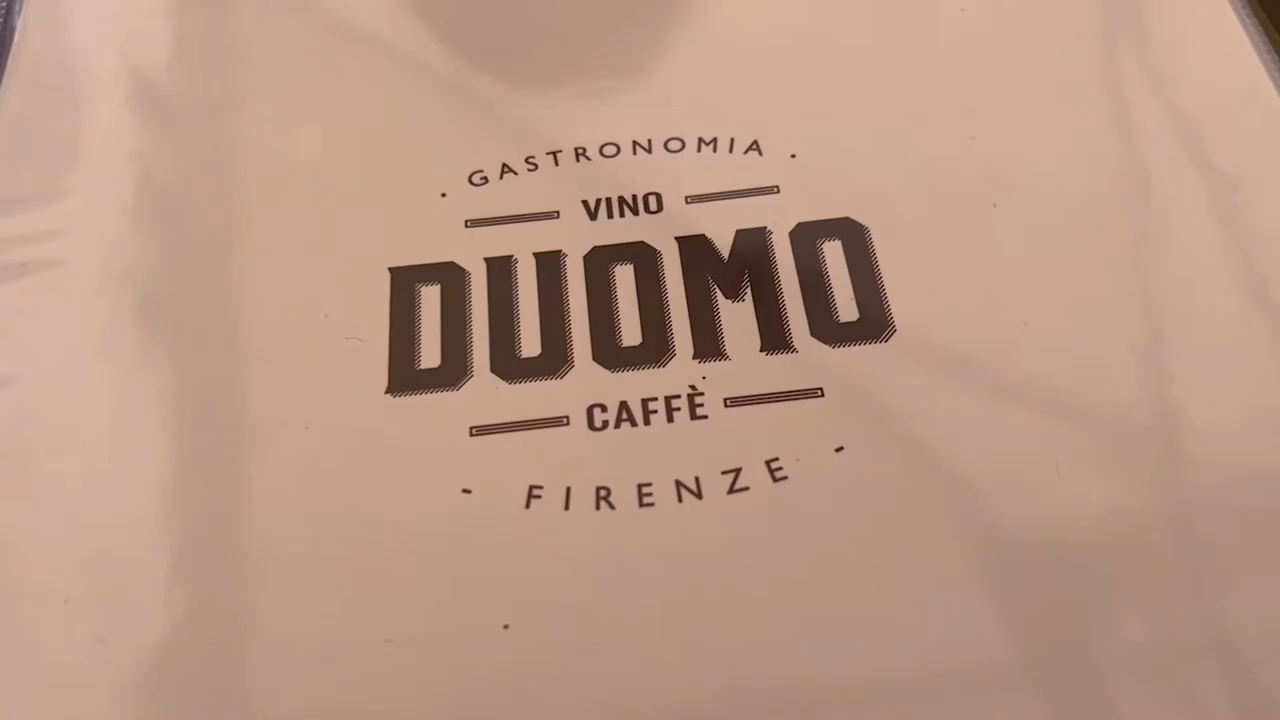 · GASTRONOMIA ·
VINO
DUOMO
CAFFÈ
- FIRENZE -